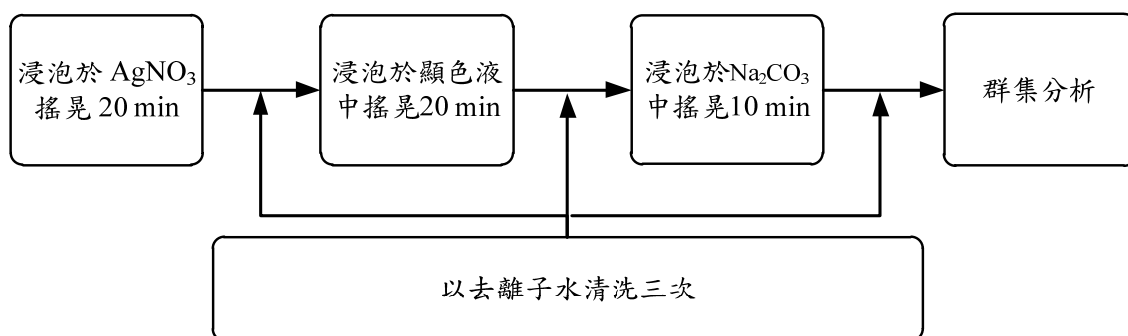 浸泡於 AgNO₃
搖晃 20 min
浸泡於顯色液
中搖晃20 min
浸泡於Na₂CO₃
中搖晃10 min
群集分析
以去離子水清洗三次